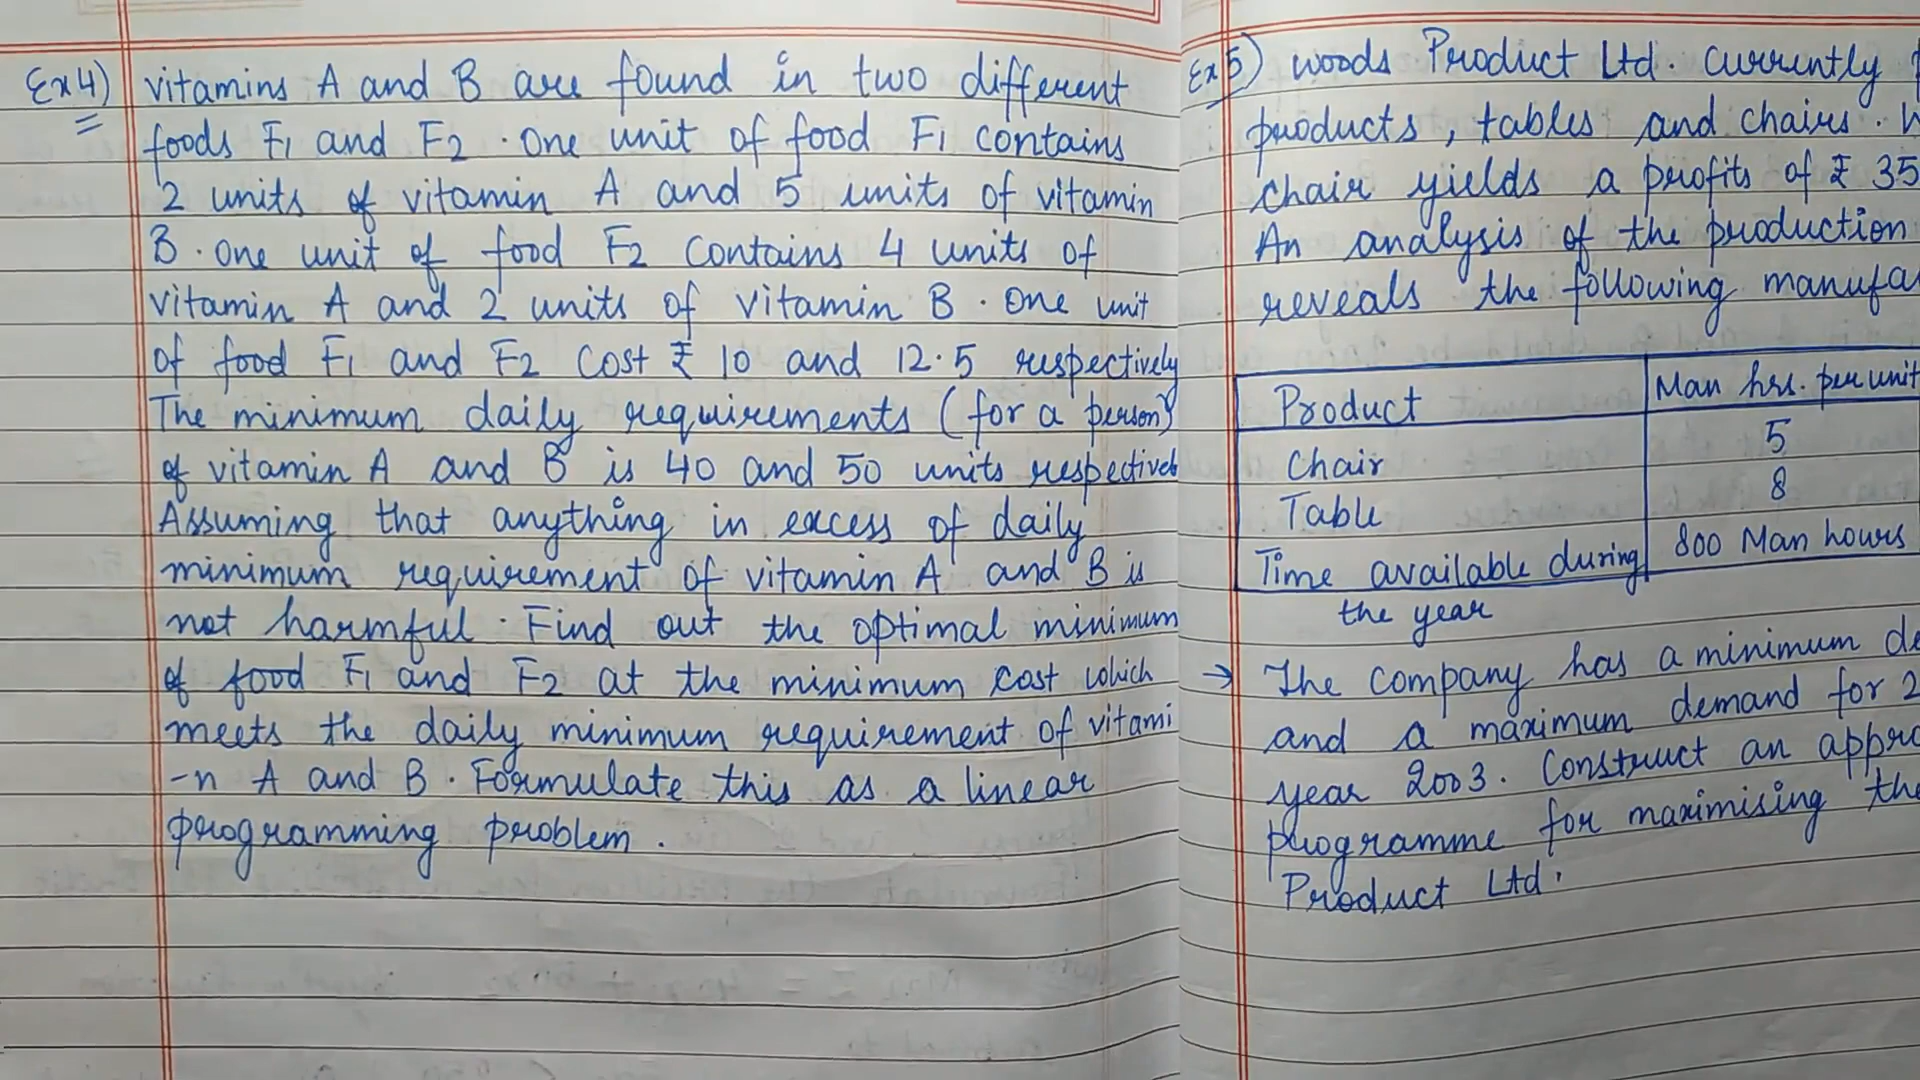 Ex 4) vitamins A and B are found in two different
foods F1 and F2 . One unit of food F1 contains
2 units of vitamin A and 5 units of vitamin
B . One unit of food F2 contains 4 units of
vitamin A and 2 units of vitamin B . One unit
of food F1 and F2 cost ₹ 10 and 12.5 respectively
The minimum daily requirements (for a person)
of vitamin A and B is 40 and 50 units
Assuming that anything in excess of daily
minimum requirement of vitamin A and B is
not harmful . Find out the optimal minimum
of food F1 and F2 at the minimum cost which
meets the daily minimum requirement of vitami
-n A and B . Formulate this as a linear
programming problem .
Ex 5) woods Product Ltd. currently
products , tables and chairs .
chair yields a profits of ₹ 35
An analysis of the production
reveals the following
Product Man hrs. per unit
Chair 5
Table 8
Time available during 800 Man hours
the year
→ The company has a minimum
and a maximum demand for 2
year 2003 . Construct an
programme for maximising the
Product Ltd .